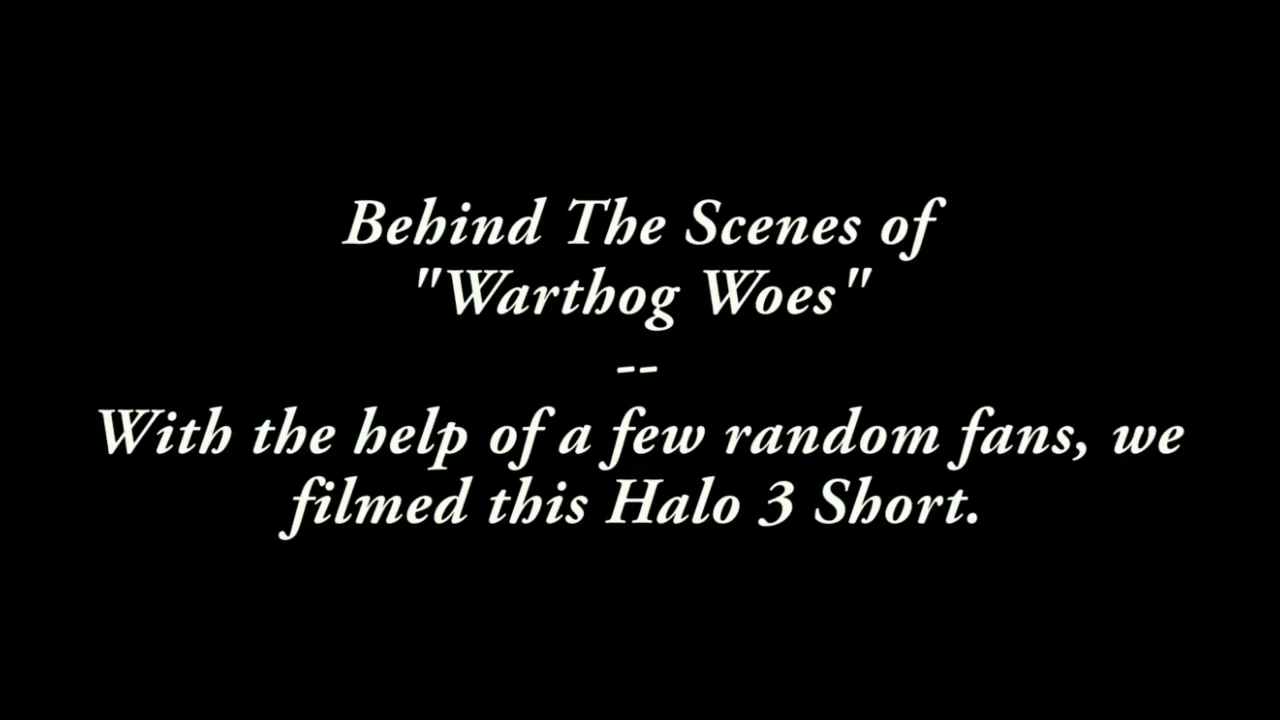 Behind The Scenes of
"Warthog Woes"
--
With the help of a few random fans, we
filmed this Halo 3 Short.